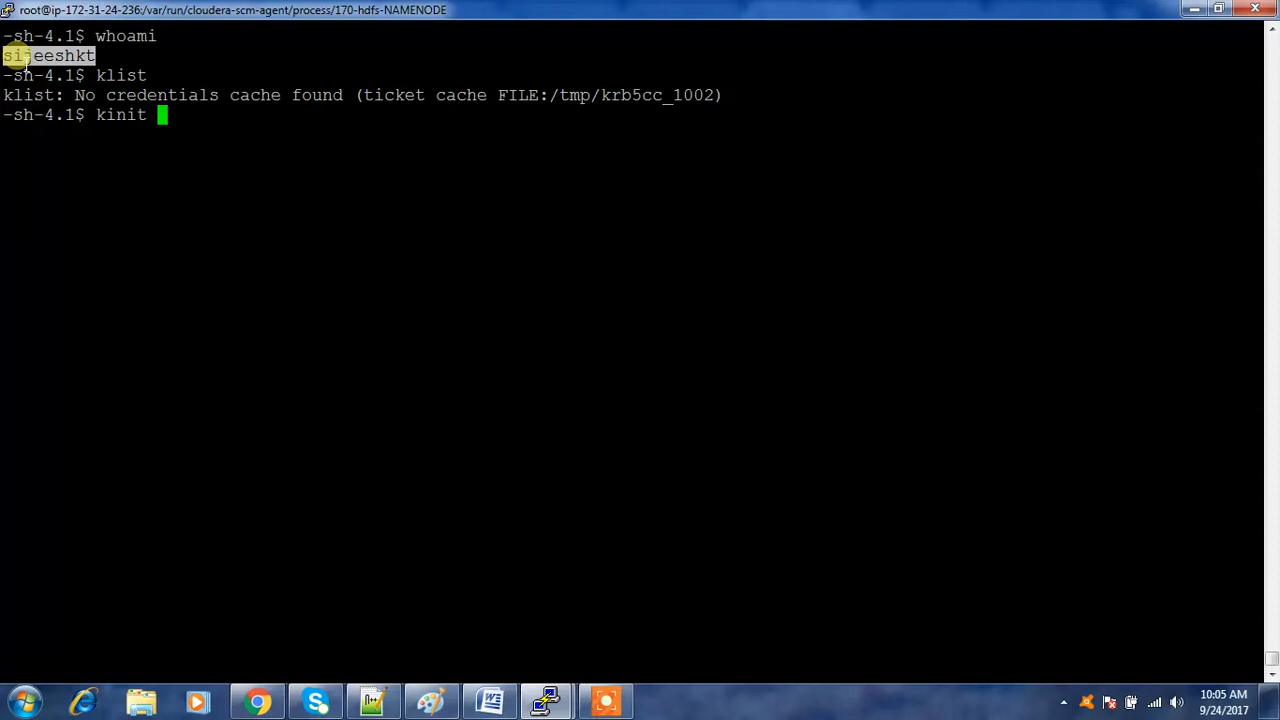 root@ip-172-31-24-236:/var/run/cloudera-scm-agent/process/170-hdfs-NAMENODE
-sh-4.1$ whoami
sijeeshkt
-sh-4.1$ klist
klist: No credentials cache found (ticket cache FILE:/tmp/krb5cc_1002)
-sh-4.1$ kinit
10:05 AM
9/24/2017